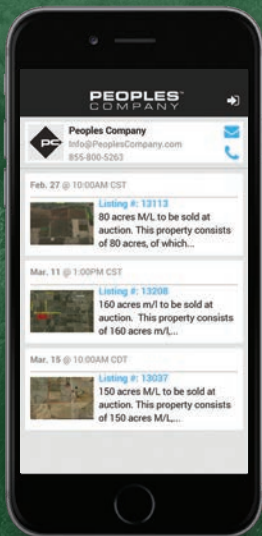 PEOPLES™
COMPANY
PC
Peoples Company
Info@PeoplesCompany.com
855-800-5263
Feb. 27 @ 10:00AM CST
Listing #: 13113
80 acres M/L to be sold at
auction. This property consists
of 80 acres, of which...
Mar. 11 @ 1:00PM CST
Listing #: 13208
160 acres m/l to be sold at
auction. This property consists
of 160 acres m/l,...
Mar. 15 @ 10:00AM CDT
Listing #: 13037
150 acres M/L to be sold at
auction. This property consists
of 150 acres M/L,...